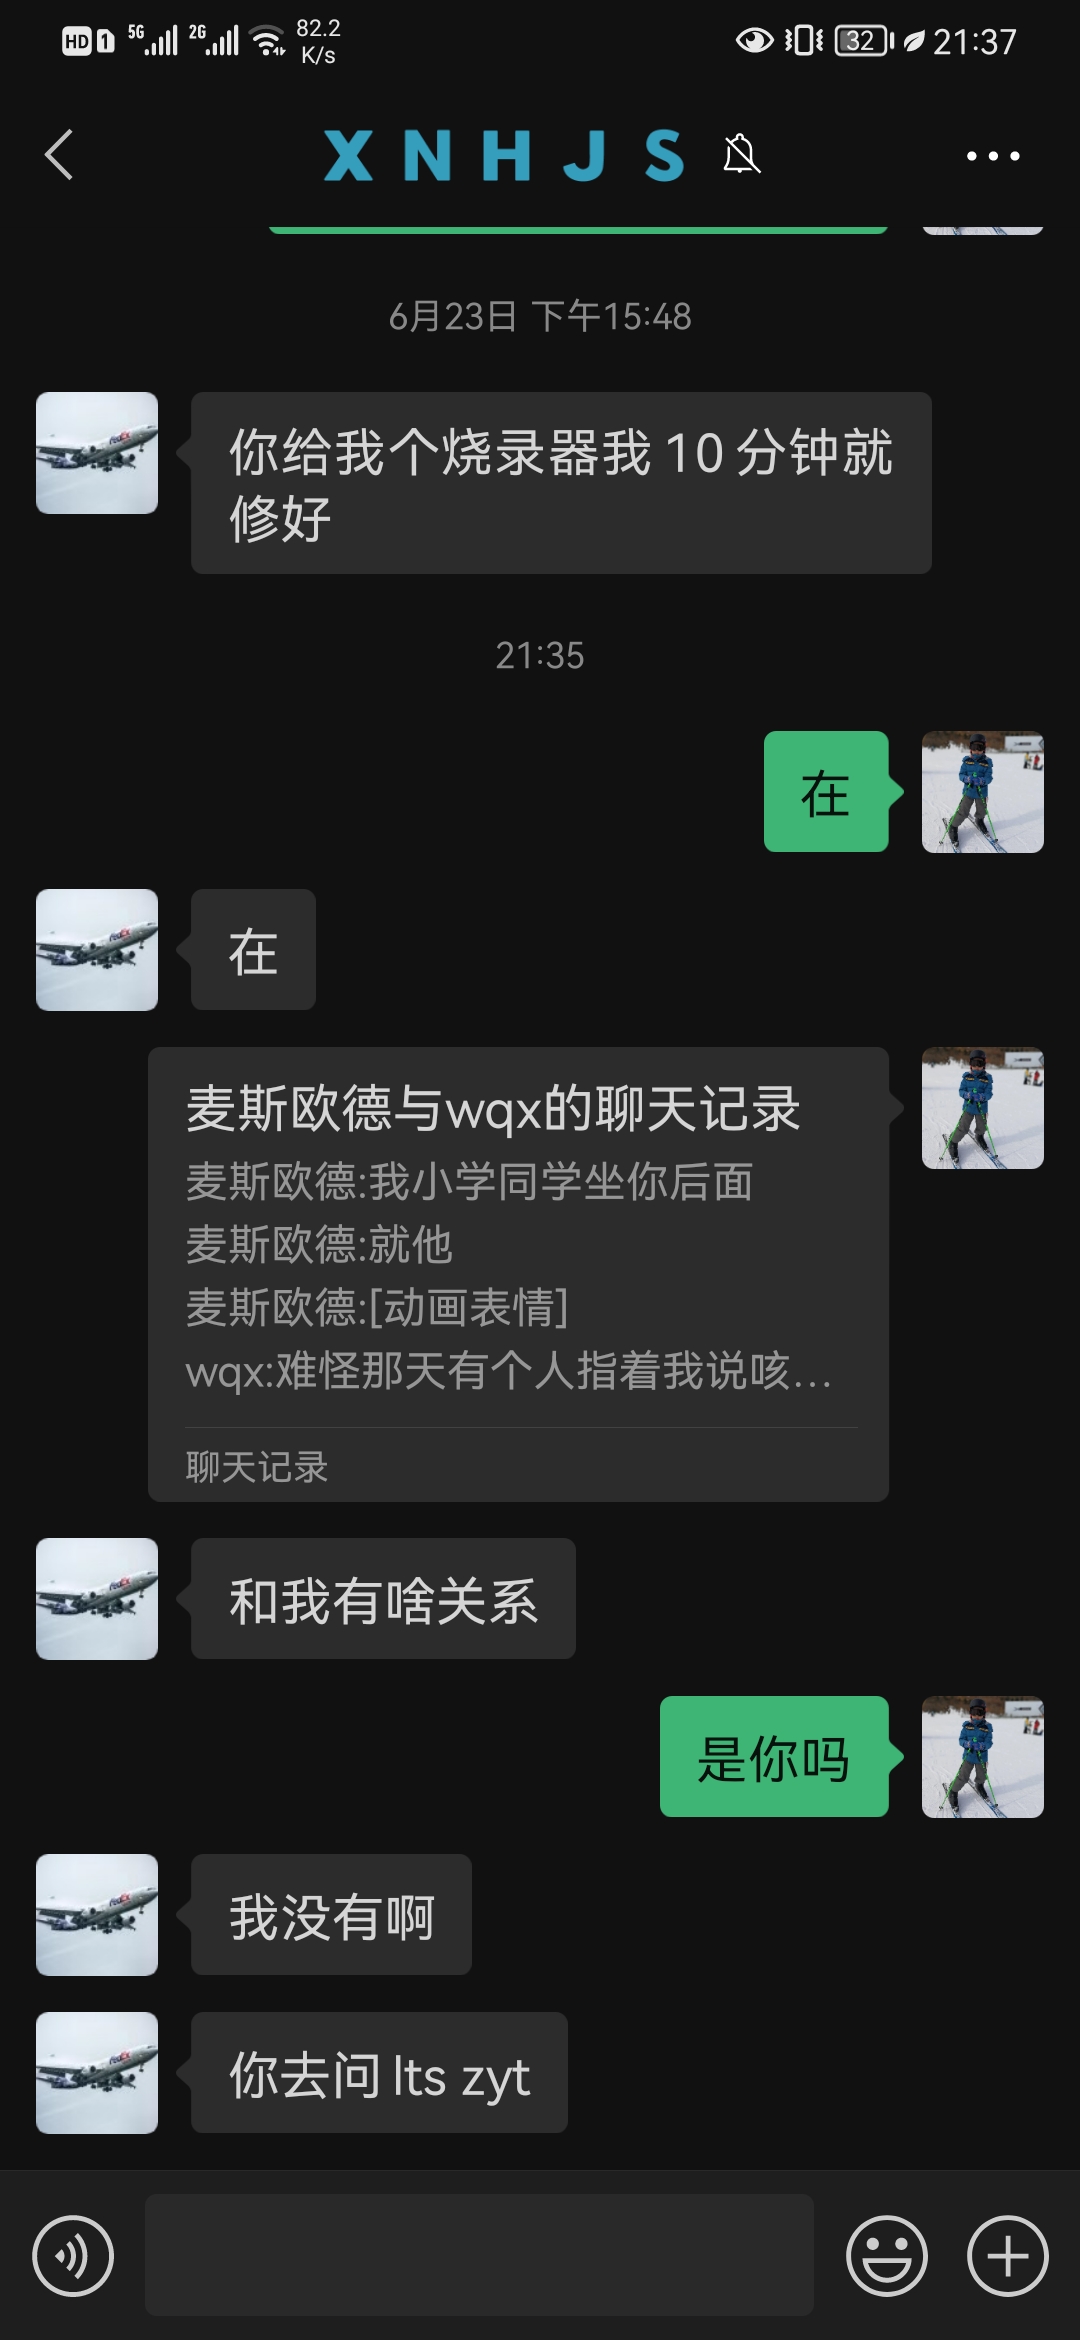 HD 1 5G 2G 82.2 K/s 32 21:37
X N H J S
6月23日 下午15:48
你给我个烧录器我10分钟就
修好
21:35
在
在
麦斯欧德与wqx的聊天记录
麦斯欧德:我小学同学坐你后面
麦斯欧德:就他
麦斯欧德:[动画表情]
wqx:难怪那天有个人指着我说咳...
聊天记录
和我有啥关系
是你吗
我没有啊
你去问 lts zyt